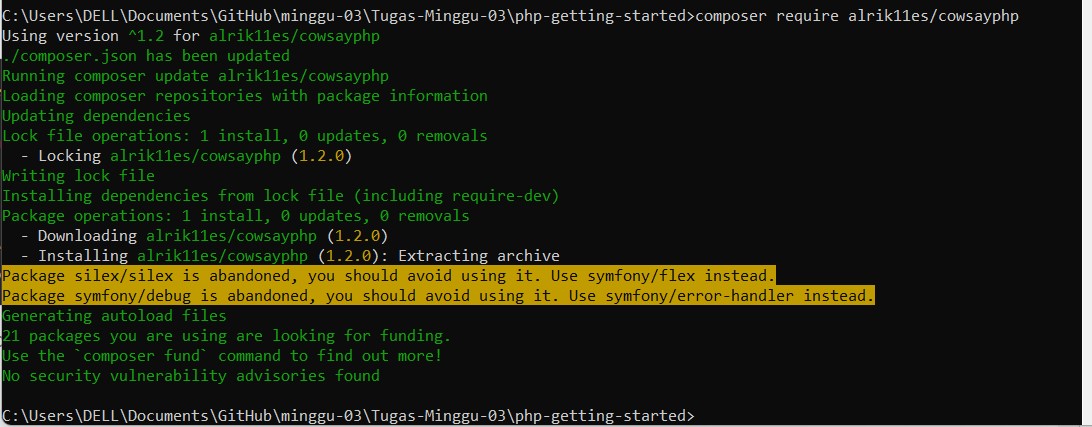 C:\Users\DELL\Documents\GitHub\minggu-03\Tugas-Minggu-03\php-getting-started>composer require alrik11es/cowsayphp
Using version ^1.2 for alrik11es/cowsayphp
./composer.json has been updated
Running composer update alrik11es/cowsayphp
Loading composer repositories with package information
Updating dependencies
Lock file operations: 1 install, 0 updates, 0 removals
  - Locking alrik11es/cowsayphp (1.2.0)
Writing lock file
Installing dependencies from lock file (including require-dev)
Package operations: 1 install, 0 updates, 0 removals
  - Downloading alrik11es/cowsayphp (1.2.0)
  - Installing alrik11es/cowsayphp (1.2.0): Extracting archive
Package silex/silex is abandoned, you should avoid using it. Use symfony/flex instead.
Package symfony/debug is abandoned, you should avoid using it. Use symfony/error-handler instead.
Generating autoload files
21 packages you are using are looking for funding.
Use the `composer fund` command to find out more!
No security vulnerability advisories found
C:\Users\DELL\Documents\GitHub\minggu-03\Tugas-Minggu-03\php-getting-started>